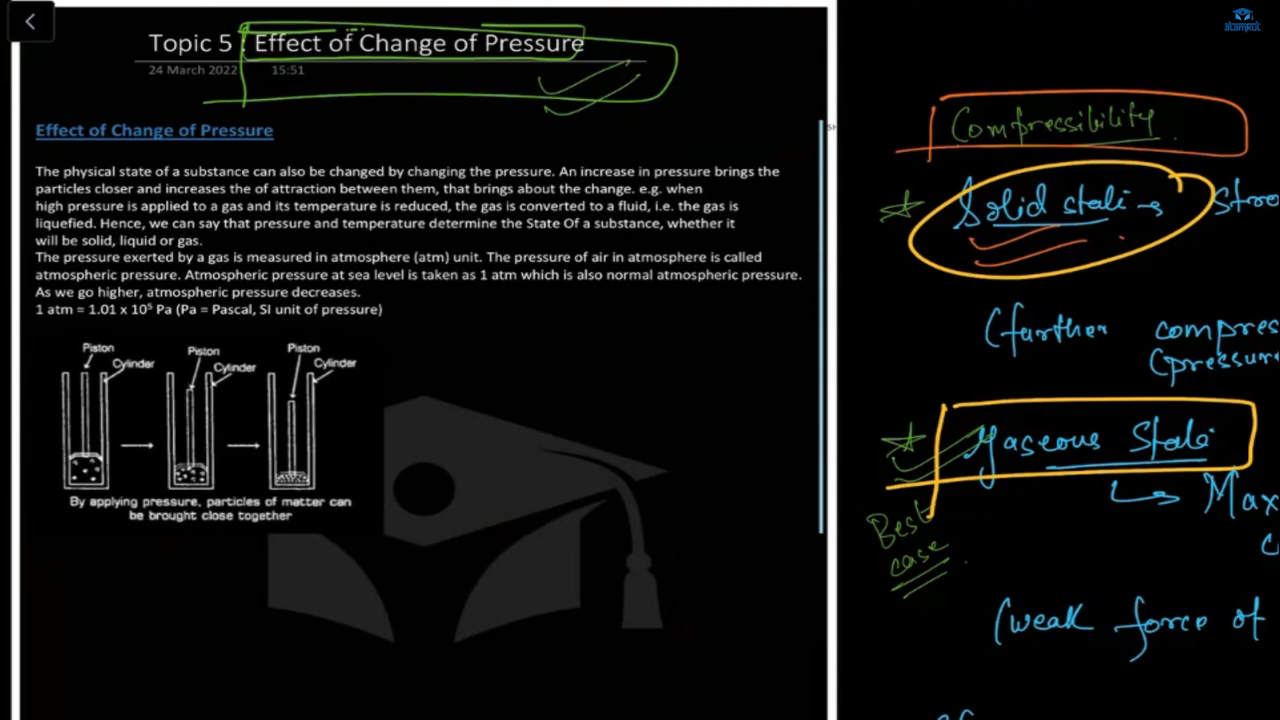 Topic 5 : Effect of Change of Pressure
24 March 2022 15:51
Effect of Change of Pressure
The physical state of a substance can also be changed by changing the pressure. An increase in pressure brings the
particles closer and increases the of attraction between them, that brings about the change. e.g. when
high pressure is applied to a gas and its temperature is reduced, the gas is converted to a fluid, i.e. the gas is
liquefied. Hence, we can say that pressure and temperature determine the State Of a substance, whether it
will be solid, liquid or gas.
The pressure exerted by a gas is measured in atmosphere (atm) unit. The pressure of air in atmosphere is called
atmospheric pressure. Atmospheric pressure at sea level is taken as 1 atm which is also normal atmospheric pressure.
As we go higher, atmospheric pressure decreases.
1 atm = 1.01 x 10⁵ Pa (Pa = Pascal, SI unit of pressure)
Piston
Cylinder
Piston
Cylinder
Piston
Cylinder
By applying pressure, particles of matter can
be brought close together
atamkul
Compressibility
Solid state → Stro
(further compres
(pressure
Gaseous State
Max
Best
case
(weak force of